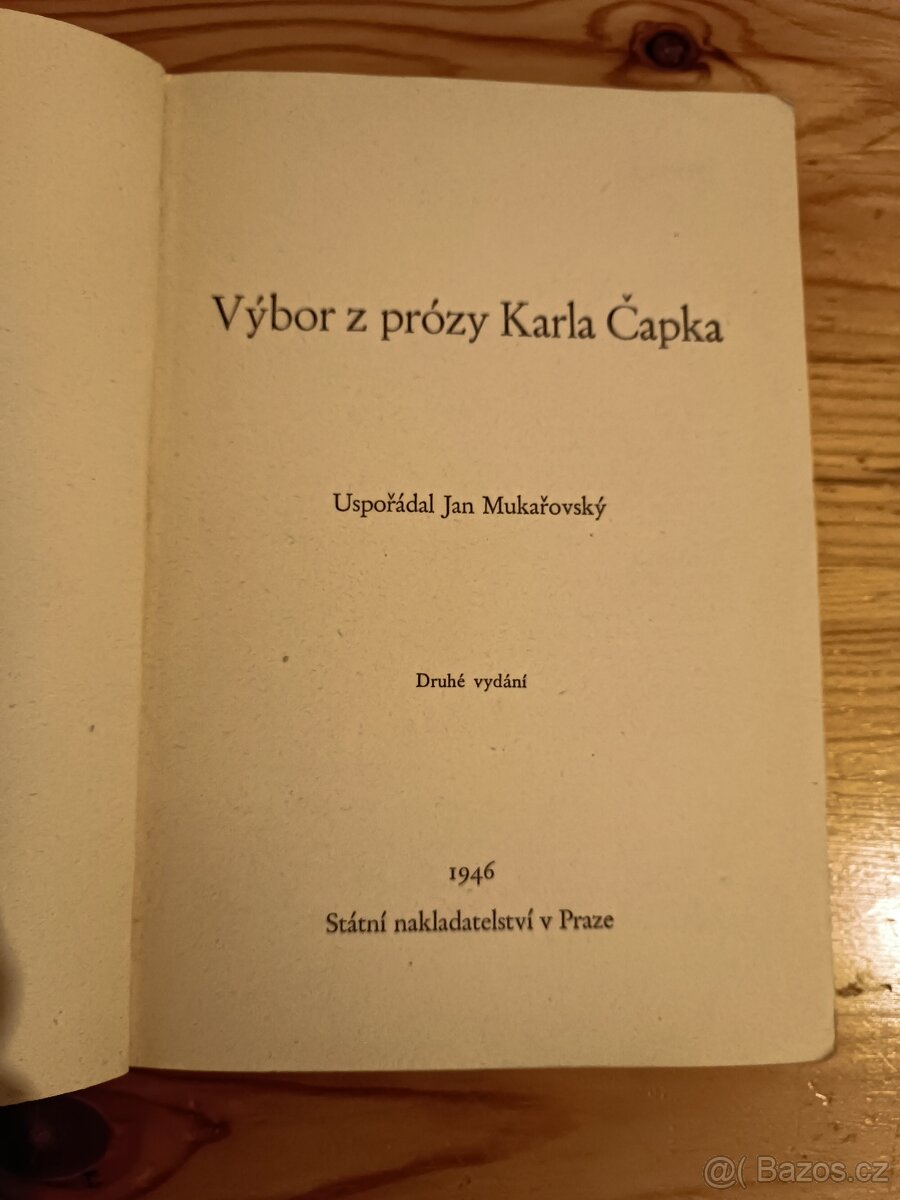 Výbor z prózy Karla Čapka
Uspořádal Jan Mukařovský
Druhé vydání
1946
Státní nakladatelství v Praze
@( Bazos.cz